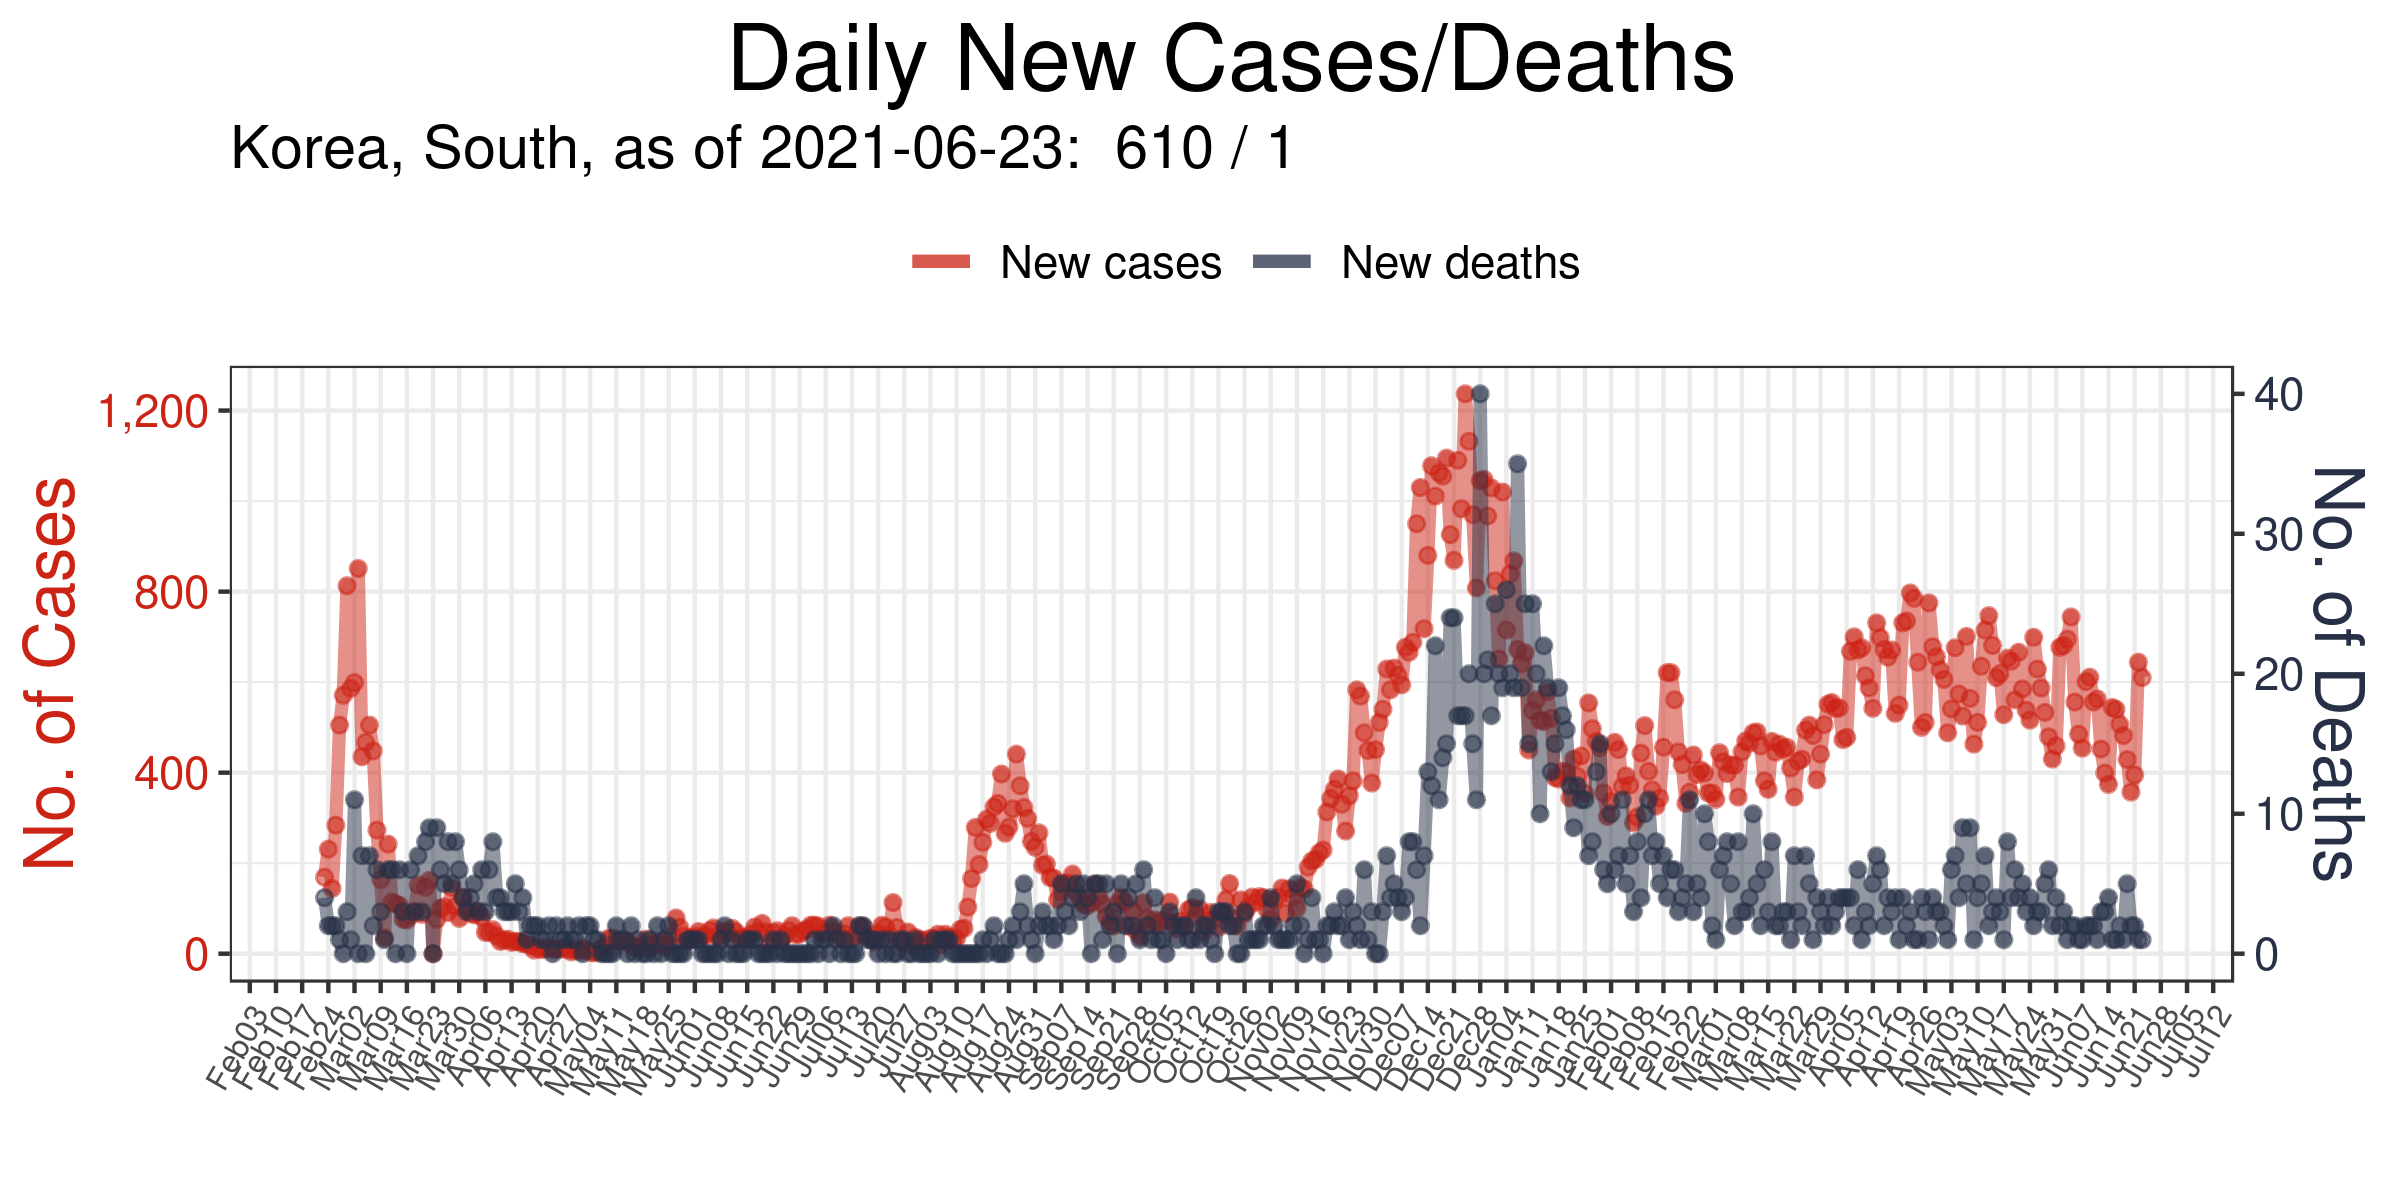 Daily New Cases/Deaths
Korea, South, as of 2021-06-23:  610 / 1
New cases New deaths
No. of Cases
1,200
800
400
0
40
30
20
10
0
No. of Deaths
Feb03 Feb10 Feb17 Feb24 Mar02 Mar09 Mar16 Mar23 Mar30 Apr06 Apr13 Apr20 Apr27 May04 May11 May18 May25 Jun01 Jun08 Jun15 Jun22 Jun29 Jul06 Jul13 Jul20 Jul27 Aug03 Aug10 Aug17 Aug24 Aug31 Sep07 Sep14 Sep21 Sep28 Oct05 Oct12 Oct19 Oct26 Nov02 Nov09 Nov16 Nov23 Nov30 Dec07 Dec14 Dec21 Dec28 Jan04 Jan11 Jan18 Jan25 Feb01 Feb08 Feb15 Feb22 Mar01 Mar08 Mar15 Mar22 Mar29 Apr05 Apr12 Apr19 Apr26 May03 May10 May17 May24 May31 Jun07 Jun14 Jun21 Jun28 Jul05 Jul12